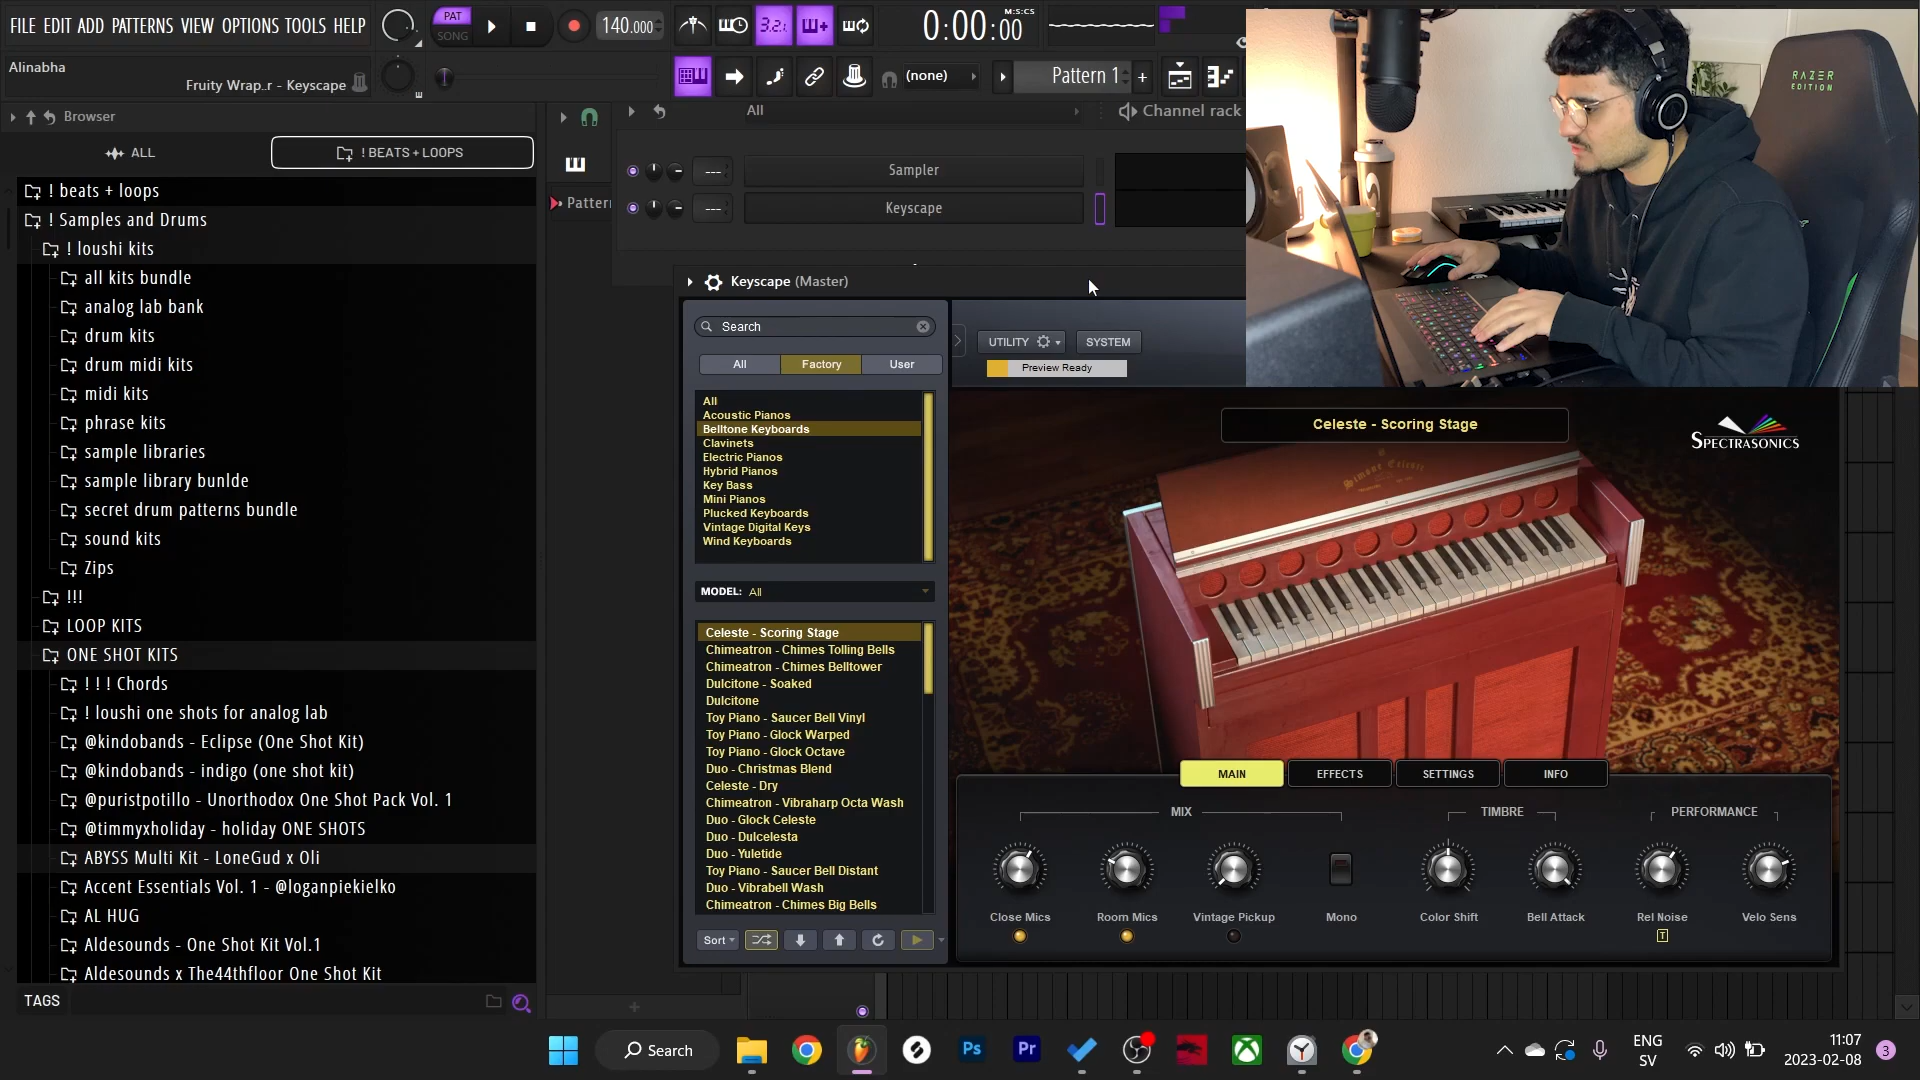 FILE EDIT ADD PATTERNS VIEW OPTIONS TOOLS HELP
PAT
SONG
140.000
3.2.
0:00:00
M:S:CS
Alinabha
Fruity Wrap..r - Keyscape
(none)
Pattern 1
+
Browser
All
Channel rack
ALL
! BEATS + LOOPS
! beats + loops
! Samples and Drums
! loushi kits
all kits bundle
analog lab bank
drum kits
drum midi kits
midi kits
phrase kits
sample libraries
sample library bunlde
secret drum patterns bundle
sound kits
Zips
!!!
LOOP KITS
ONE SHOT KITS
! ! ! Chords
! loushi one shots for analog lab
@kindobands - Eclipse (One Shot Kit)
@kindobands - indigo (one shot kit)
@puristpotillo - Unorthodox One Shot Pack Vol. 1
@timmyxholiday - holiday ONE SHOTS
ABYSS Multi Kit - LoneGud x Oli
Accent Essentials Vol. 1 - @loganpiekielko
AL HUG
Aldesounds - One Shot Kit Vol.1
Aldesounds x The44thfloor One Shot Kit
TAGS
Patter
---
Sampler
---
Keyscape
Keyscape (Master)
Search
All
Factory
User
All
Acoustic Pianos
Belltone Keyboards
Clavinets
Electric Pianos
Hybrid Pianos
Key Bass
Mini Pianos
Plucked Keyboards
Vintage Digital Keys
Wind Keyboards
MODEL: All
Celeste - Scoring Stage
Chimeatron - Chimes Tolling Bells
Chimeatron - Chimes Belltower
Dulcitone - Soaked
Dulcitone
Toy Piano - Saucer Bell Vinyl
Toy Piano - Glock Warped
Toy Piano - Glock Octave
Duo - Christmas Blend
Celeste - Dry
Chimeatron - Vibraharp Octa Wash
Duo - Glock Celeste
Duo - Dulcelesta
Duo - Yuletide
Toy Piano - Saucer Bell Distant
Duo - Vibrabell Wash
Chimeatron - Chimes Big Bells
Sort
UTILITY
SYSTEM
Preview Ready
Celeste - Scoring Stage
SPECTRASONICS
MAIN
EFFECTS
SETTINGS
INFO
MIX
TIMBRE
PERFORMANCE
Close Mics
Room Mics
Vintage Pickup
Mono
Color Shift
Bell Attack
Rel Noise
Velo Sens
T
RAZER
EDITION
Search
Ps
Pr
ENG
SV
11:07
2023-02-08
3